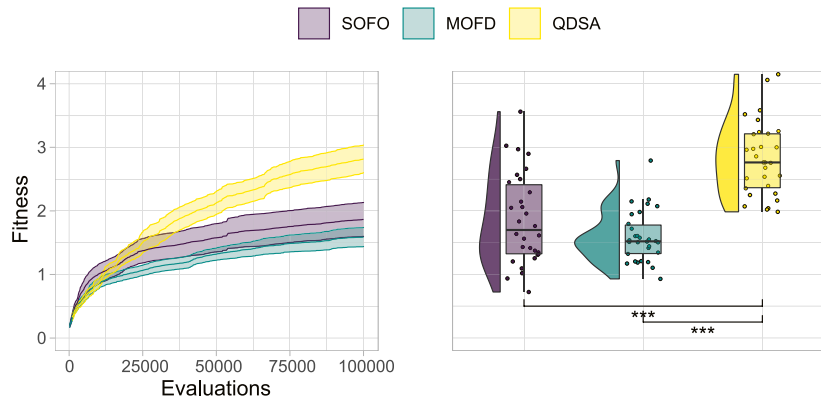 SOFO MOFD QDSA
4
3
2
1
0
Fitness
0 25000 50000 75000 100000
Evaluations
***
***